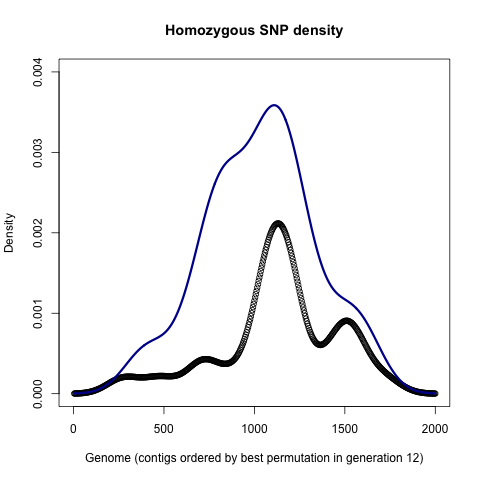 Homozygous SNP density
Density
0.004
0.003
0.002
0.001
0.000
0 500 1000 1500 2000
Genome (contigs ordered by best permutation in generation 12)